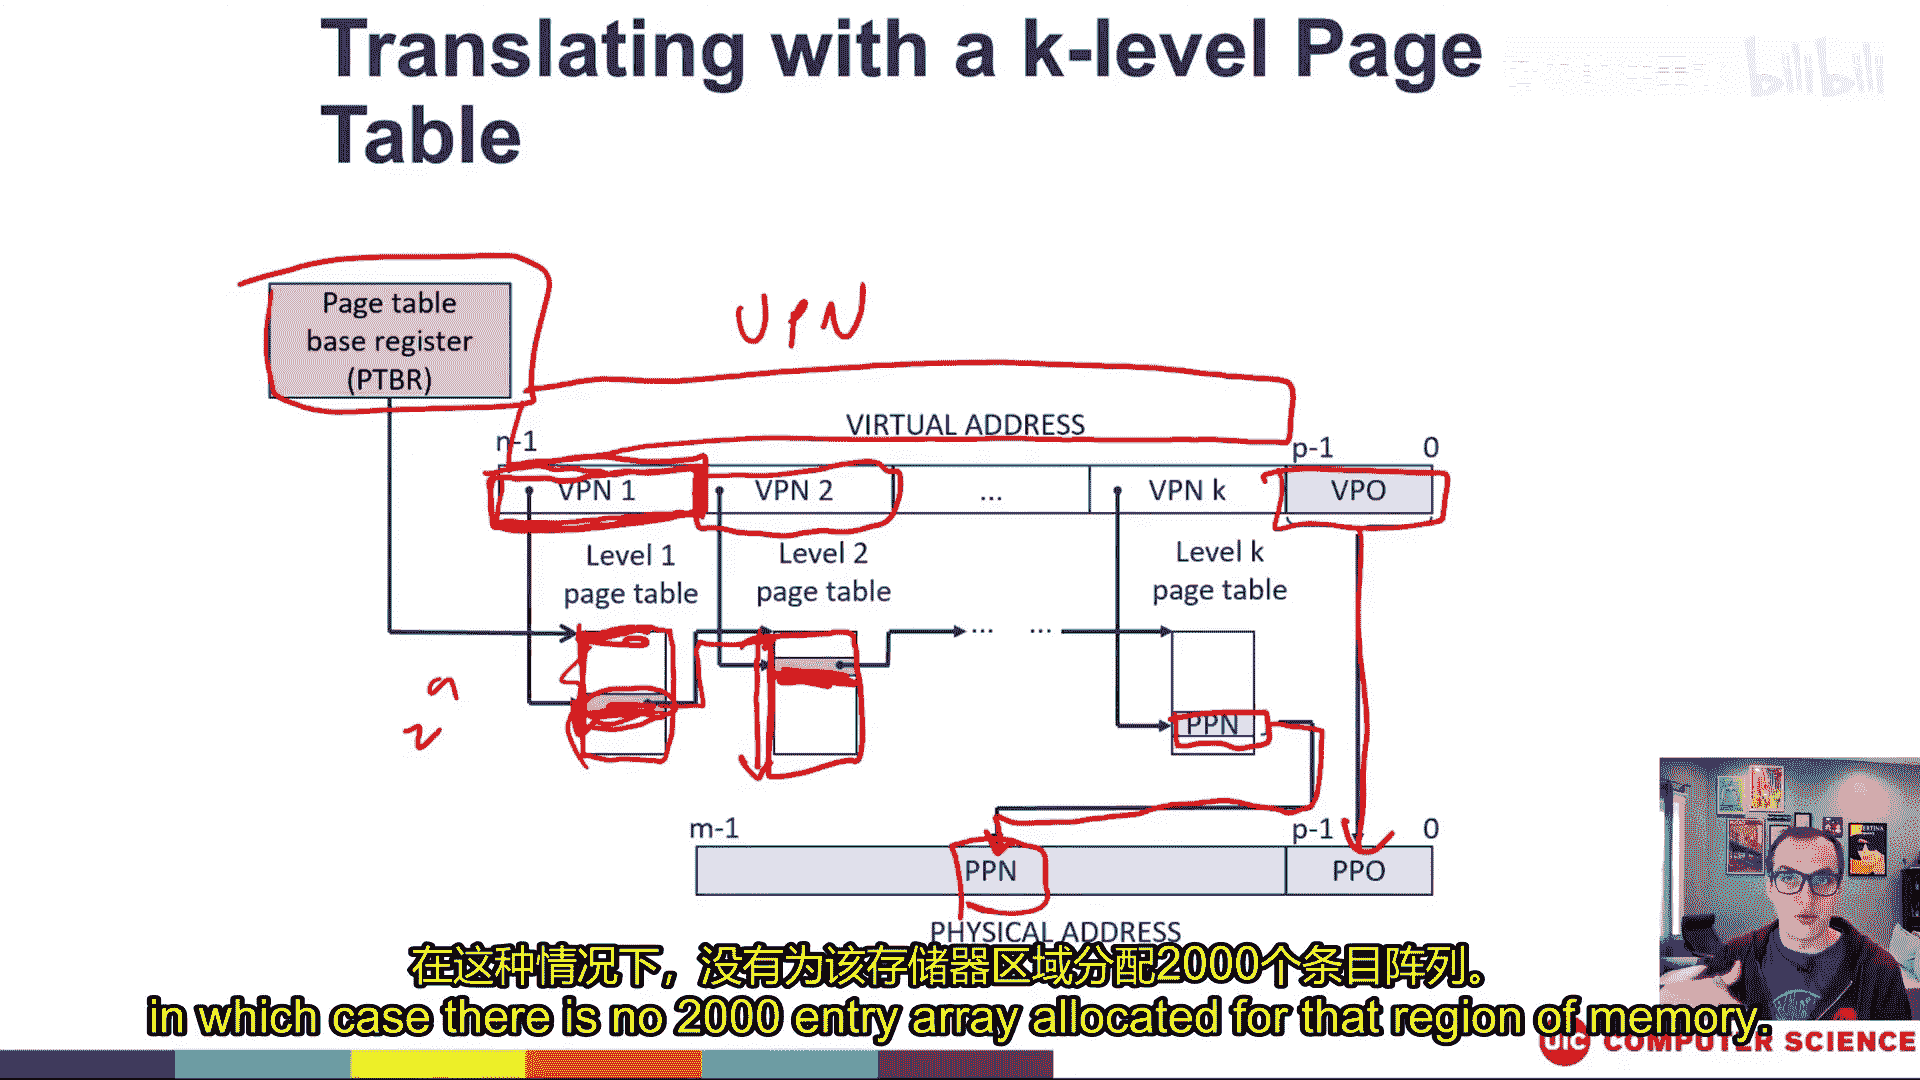 Translating with a k-level Page
Table
bilibili
Page table
base register
(PTBR)
VPN
VIRTUAL ADDRESS
n-1
p-1
0
VPN 1
VPN 2
...
VPN k
VPO
Level 1
page table
Level 2
page table
Level k
page table
...
...
2⁹
PPN
m-1
p-1
0
PPN
PPO
PHYSICAL ADDRESS
在这种情况下，没有为该存储器区域分配2000个条目阵列。
in which case there is no 2000 entry array allocated for that region of memory.
UIC COMPUTER SCIENCE